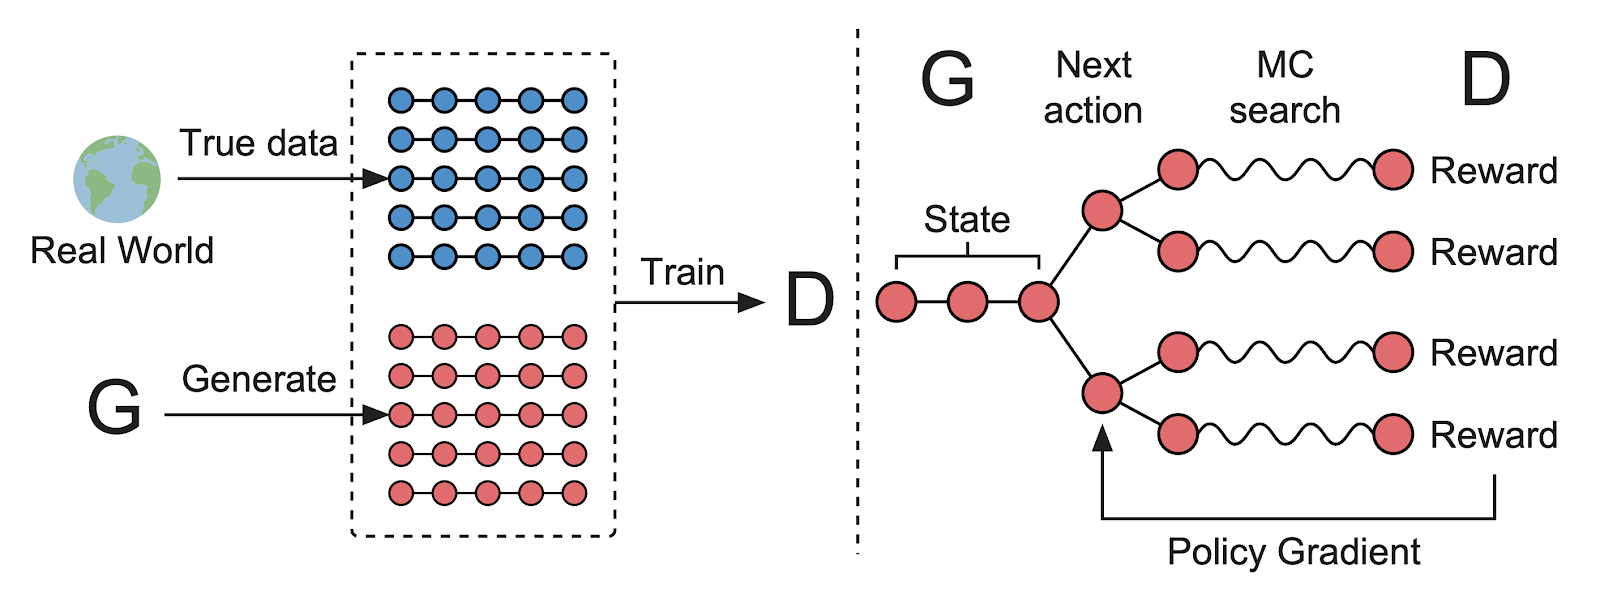 True data
Real World
G
Generate
Train
D
G
Next
action
MC
search
D
State
Reward
Reward
Reward
Reward
Policy Gradient